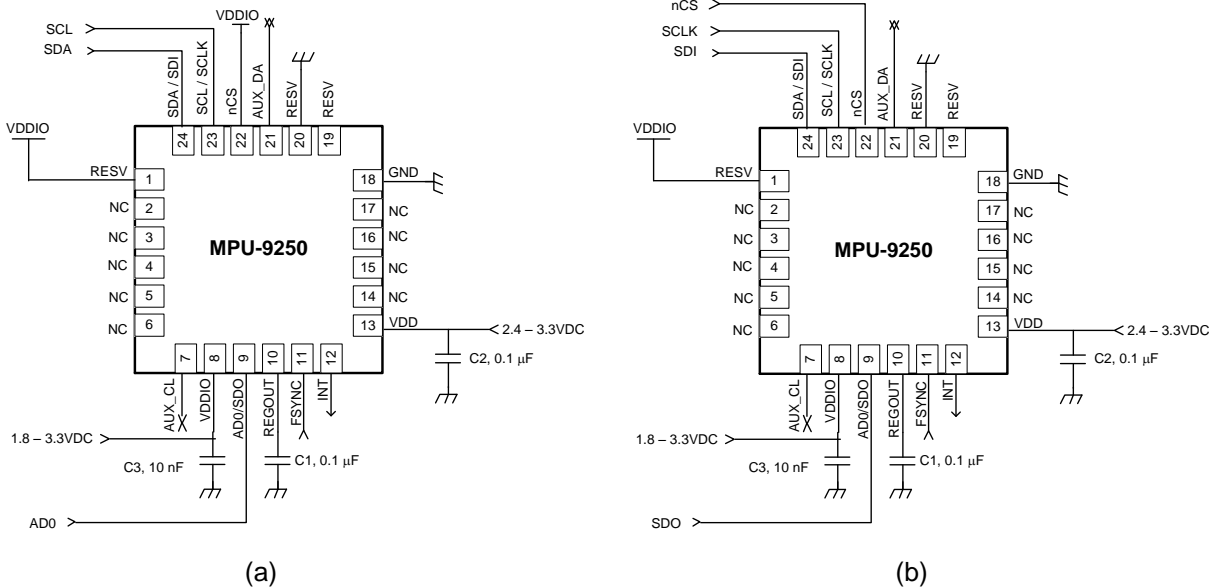 VDDIO
SCL
SDA
SDA / SDI
SCL / SCLK
nCS
AUX_DA
RESV
RESV
24
23
22
21
20
19
VDDIO
RESV
1
NC
2
NC
3
NC
4
NC
5
NC
6
MPU-9250
18
GND
17
NC
16
NC
15
NC
14
NC
13
VDD
2.4 – 3.3VDC
C2, 0.1 μF
7
8
9
10
11
12
AUX_CL
VDDIO
AD0/SDO
REGOUT
FSYNC
INT
1.8 – 3.3VDC
C3, 10 nF
C1, 0.1 μF
AD0
(a)
nCS
SCLK
SDI
SDA / SDI
SCL / SCLK
nCS
AUX_DA
RESV
RESV
24
23
22
21
20
19
VDDIO
RESV
1
NC
2
NC
3
NC
4
NC
5
NC
6
MPU-9250
18
GND
17
NC
16
NC
15
NC
14
NC
13
VDD
2.4 – 3.3VDC
C2, 0.1 μF
7
8
9
10
11
12
AUX_CL
VDDIO
AD0/SDO
REGOUT
FSYNC
INT
1.8 – 3.3VDC
C3, 10 nF
C1, 0.1 μF
SDO
(b)